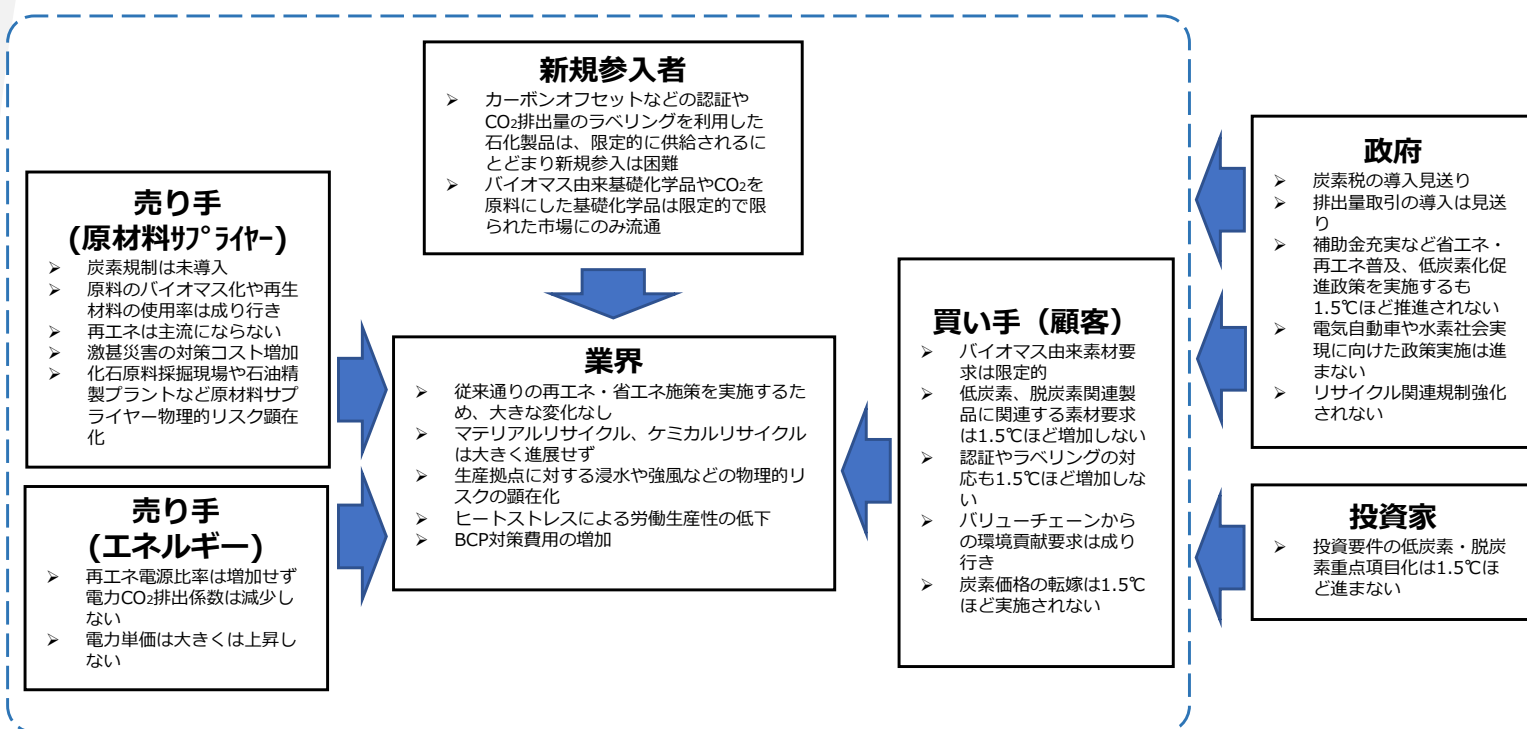 新規参入者
➢ カーボンオフセットなどの認証や
CO₂排出量のラベリングを利用した
石化製品は、限定的に供給されるに
とどまり新規参入は困難
➢ バイオマス由来基礎化学品やCO₂を
原料にした基礎化学品は限定的で限
られた市場にのみ流通
売り手
(原材料ｻﾌﾟﾗｲﾔｰ)
➢ 炭素規制は未導入
➢ 原料のバイオマス化や再生
材料の使用率は成り行き
➢ 再エネは主流にならない
➢ 激甚災害の対策コスト増加
➢ 化石原料採掘現場や石油精
製プラントなど原材料サプ
ライヤー物理的リスク顕在
化
売り手
(エネルギー)
➢ 再エネ電源比率は増加せず
電力CO₂排出係数は減少し
ない
➢ 電力単価は大きくは上昇し
ない
業界
➢ 従来通りの再エネ・省エネ施策を実施するた
め、大きな変化なし
➢ マテリアルリサイクル、ケミカルリサイクル
は大きく進展せず
➢ 生産拠点に対する浸水や強風などの物理的リ
スクの顕在化
➢ ヒートストレスによる労働生産性の低下
➢ BCP対策費用の増加
買い手（顧客）
➢ バイオマス由来素材要
求は限定的
➢ 低炭素、脱炭素関連製
品に関連する素材要求
は1.5℃ほど増加しない
➢ 認証やラベリングの対
応も1.5℃ほど増加しな
い
➢ バリューチェーンから
の環境貢献要求は成り
行き
➢ 炭素価格の転嫁は1.5℃
ほど実施されない
政府
➢ 炭素税の導入見送り
➢ 排出量取引の導入は見送
り
➢ 補助金充実など省エネ・
再エネ普及、低炭素化促
進政策を実施するも
1.5℃ほど推進されない
➢ 電気自動車や水素社会実
現に向けた政策実施は進
まない
➢ リサイクル関連規制強化
されない
投資家
➢ 投資要件の低炭素・脱炭
素重点項目化は1.5℃ほ
ど進まない